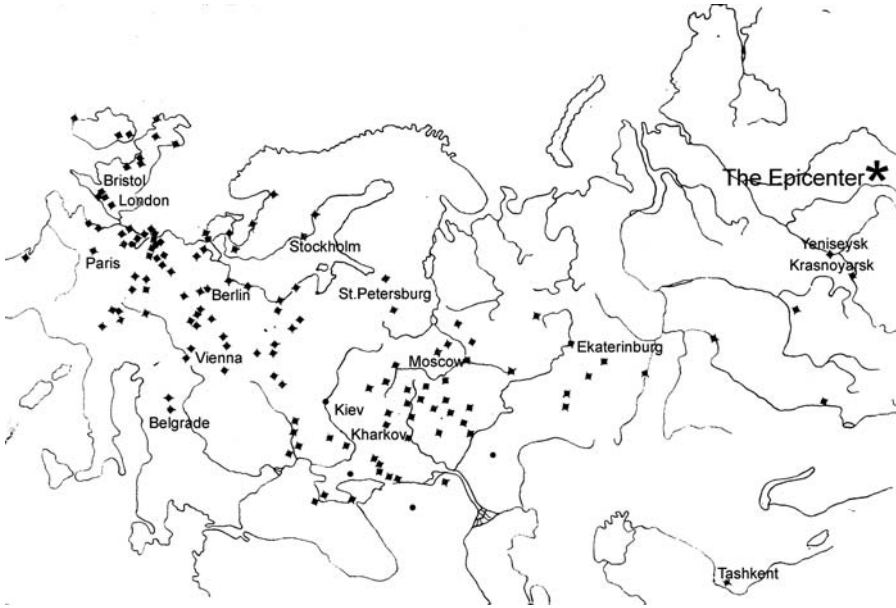 Bristol
London
The Epicenter
Stockholm
Yeniseysk
Paris
Krasnoyarsk
Berlin
St.Petersburg
Ekaterinburg
Vienna
Moscow
Kiev
Belgrade
Kharkov
Tashkent